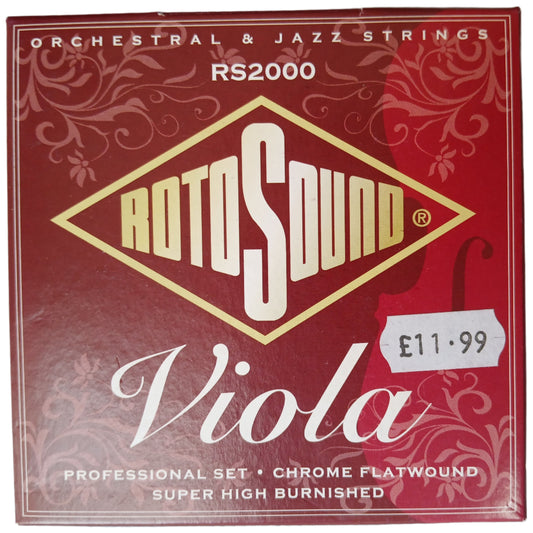 ORCHESTRAL & JAZZ STRINGS
RS2000
ROTOSOUND®
£11.99
Viola
PROFESSIONAL SET • CHROME FLATWOUND
SUPER HIGH BURNISHED